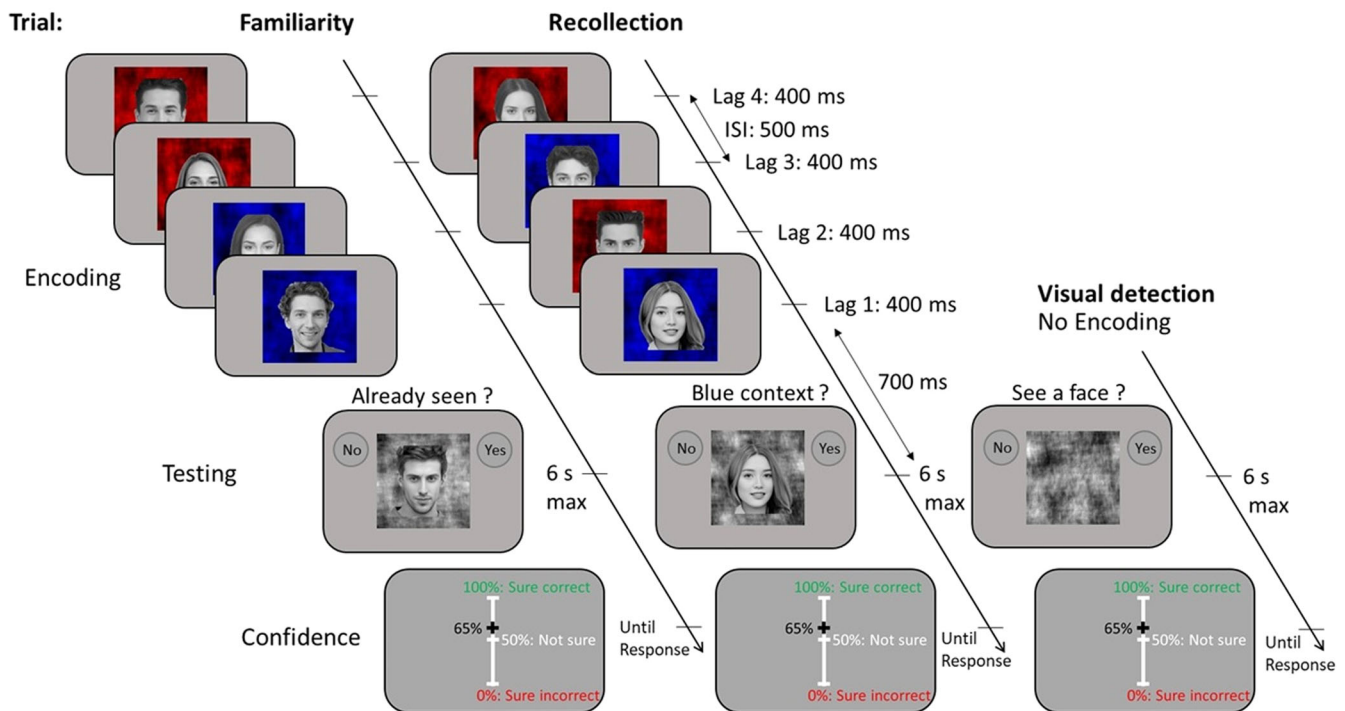 Trial:
Familiarity
Recollection
Lag 4: 400 ms
ISI: 500 ms
Lag 3: 400 ms
Lag 2: 400 ms
Encoding
Lag 1: 400 ms
Visual detection
No Encoding
700 ms
Already seen ?
Blue context ?
See a face ?
No
Yes
No
Yes
No
Yes
Testing
6 s
max
6 s
max
6 s
max
Confidence
100%: Sure correct
65%
50%: Not sure
0%: Sure incorrect
Until
Response
100%: Sure correct
65%
50%: Not sure
0%: Sure incorrect
Until
Response
100%: Sure correct
65%
50%: Not sure
0%: Sure incorrect
Until
Response